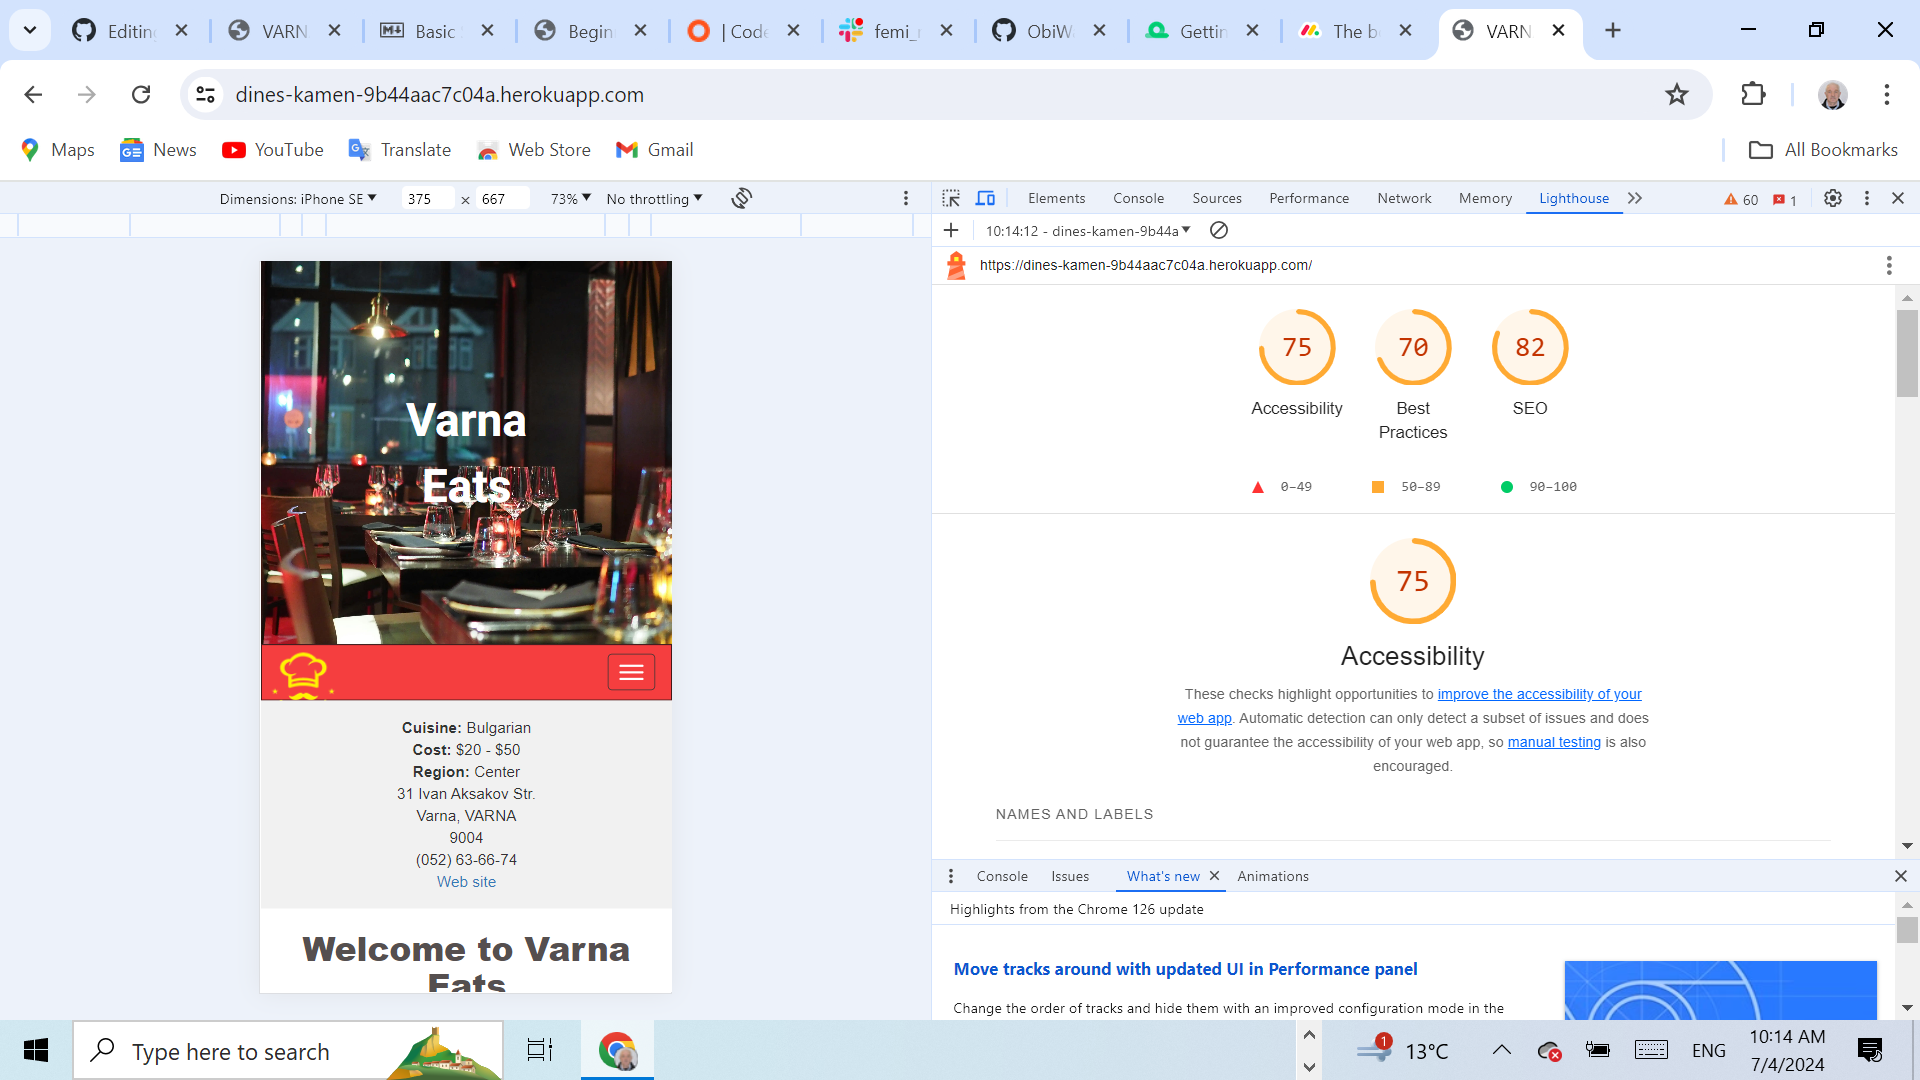 Editing
VARN
Basic
Begin
| Code
femi_r
ObiW
Gettin
The b
VARN
dines-kamen-9b44aac7c04a.herokuapp.com
Maps
News
YouTube
Translate
Web Store
Gmail
All Bookmarks
Dimensions: iPhone SE
375 × 667
73%
No throttling
Elements
Console
Sources
Performance
Network
Memory
Lighthouse
60
1
10:14:12 - dines-kamen-9b44a
https://dines-kamen-9b44aac7c04a.herokuapp.com/
Varna
Eats
Cuisine: Bulgarian
Cost: $20 - $50
Region: Center
31 Ivan Aksakov Str.
Varna, VARNA
9004
(052) 63-66-74
Web site
Welcome to Varna
Eats
75
70
82
Accessibility
Best
Practices
SEO
0–49
50–89
90–100
75
Accessibility
These checks highlight opportunities to improve the accessibility of your
web app. Automatic detection can only detect a subset of issues and does
not guarantee the accessibility of your web app, so manual testing is also
encouraged.
NAMES AND LABELS
Console
Issues
What's new
Animations
Highlights from the Chrome 126 update
Move tracks around with updated UI in Performance panel
Change the order of tracks and hide them with an improved configuration mode in the
Type here to search
1
13°C
ENG
10:14 AM
7/4/2024